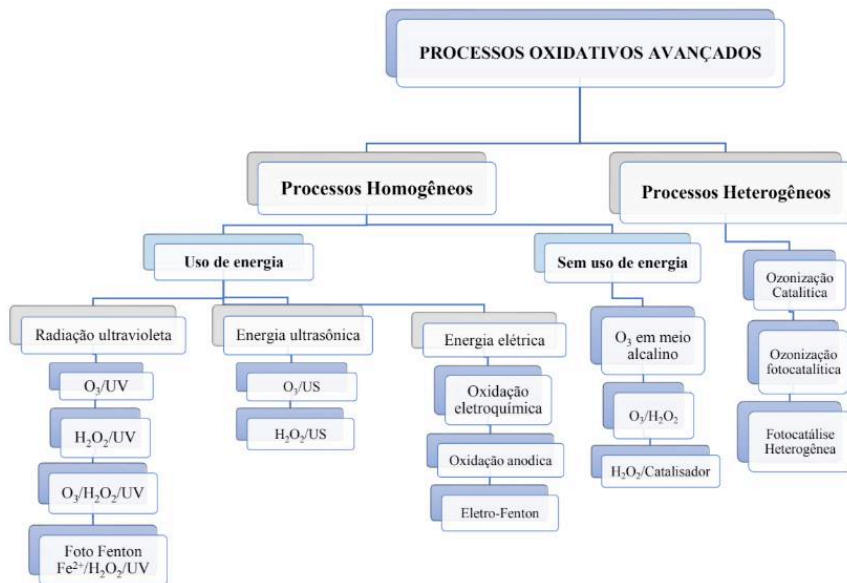 PROCESSOS OXIDATIVOS AVANÇADOS
Processos Homogêneos
Processos Heterogêneos
Uso de energia
Sem uso de energia
Radiação ultravioleta
O₃/UV
H₂O₂/UV
O₃/H₂O₂/UV
Foto Fenton
Fe²⁺/H₂O₂/UV
Energia ultrasônica
O₃/US
H₂O₂/US
Energia elétrica
Oxidação
eletroquímica
Oxidação anodica
Eletro-Fenton
O₃ em meio
alcalino
O₃/H₂O₂
H₂O₂/Catalisador
Ozonização
Catalítica
Ozonização
fotocatalítica
Fotocatálise
Heterogênea